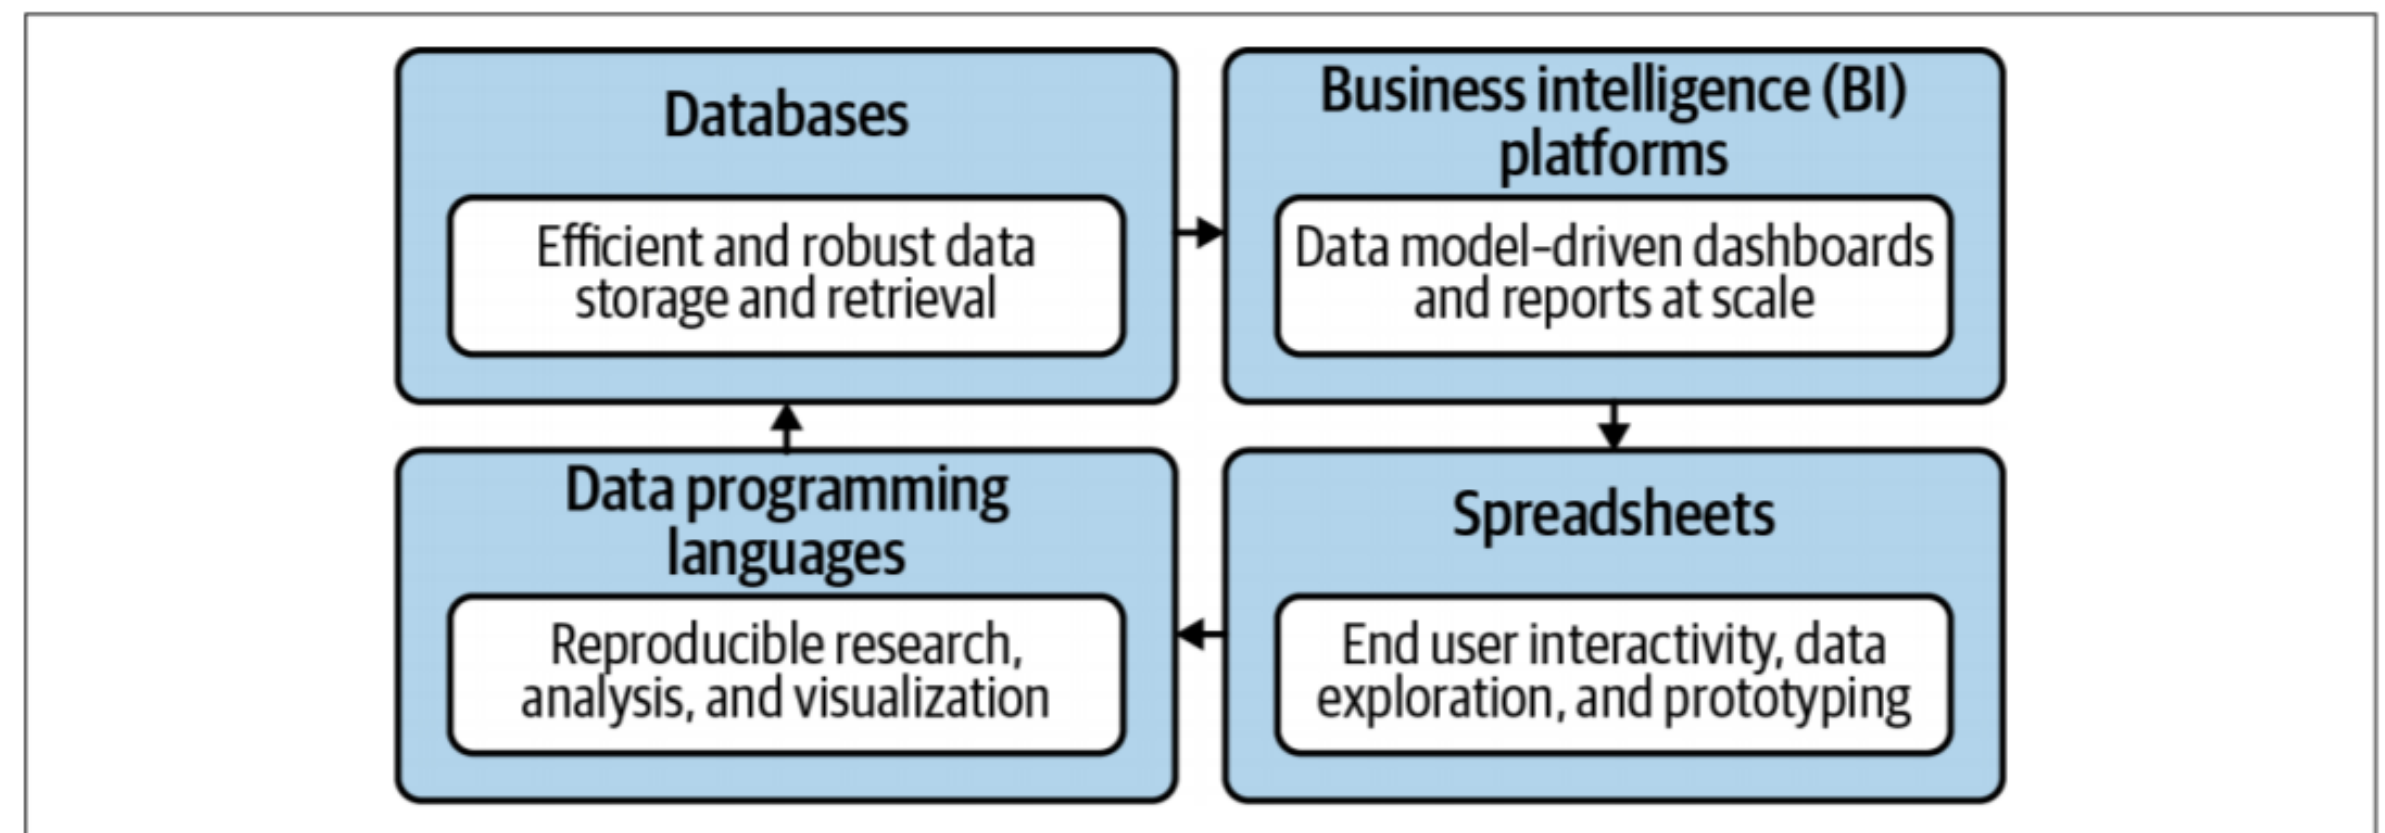 Databases
Efficient and robust data
storage and retrieval
Business intelligence (BI)
platforms
Data model–driven dashboards
and reports at scale
Data programming
languages
Reproducible research,
analysis, and visualization
Spreadsheets
End user interactivity, data
exploration, and prototyping